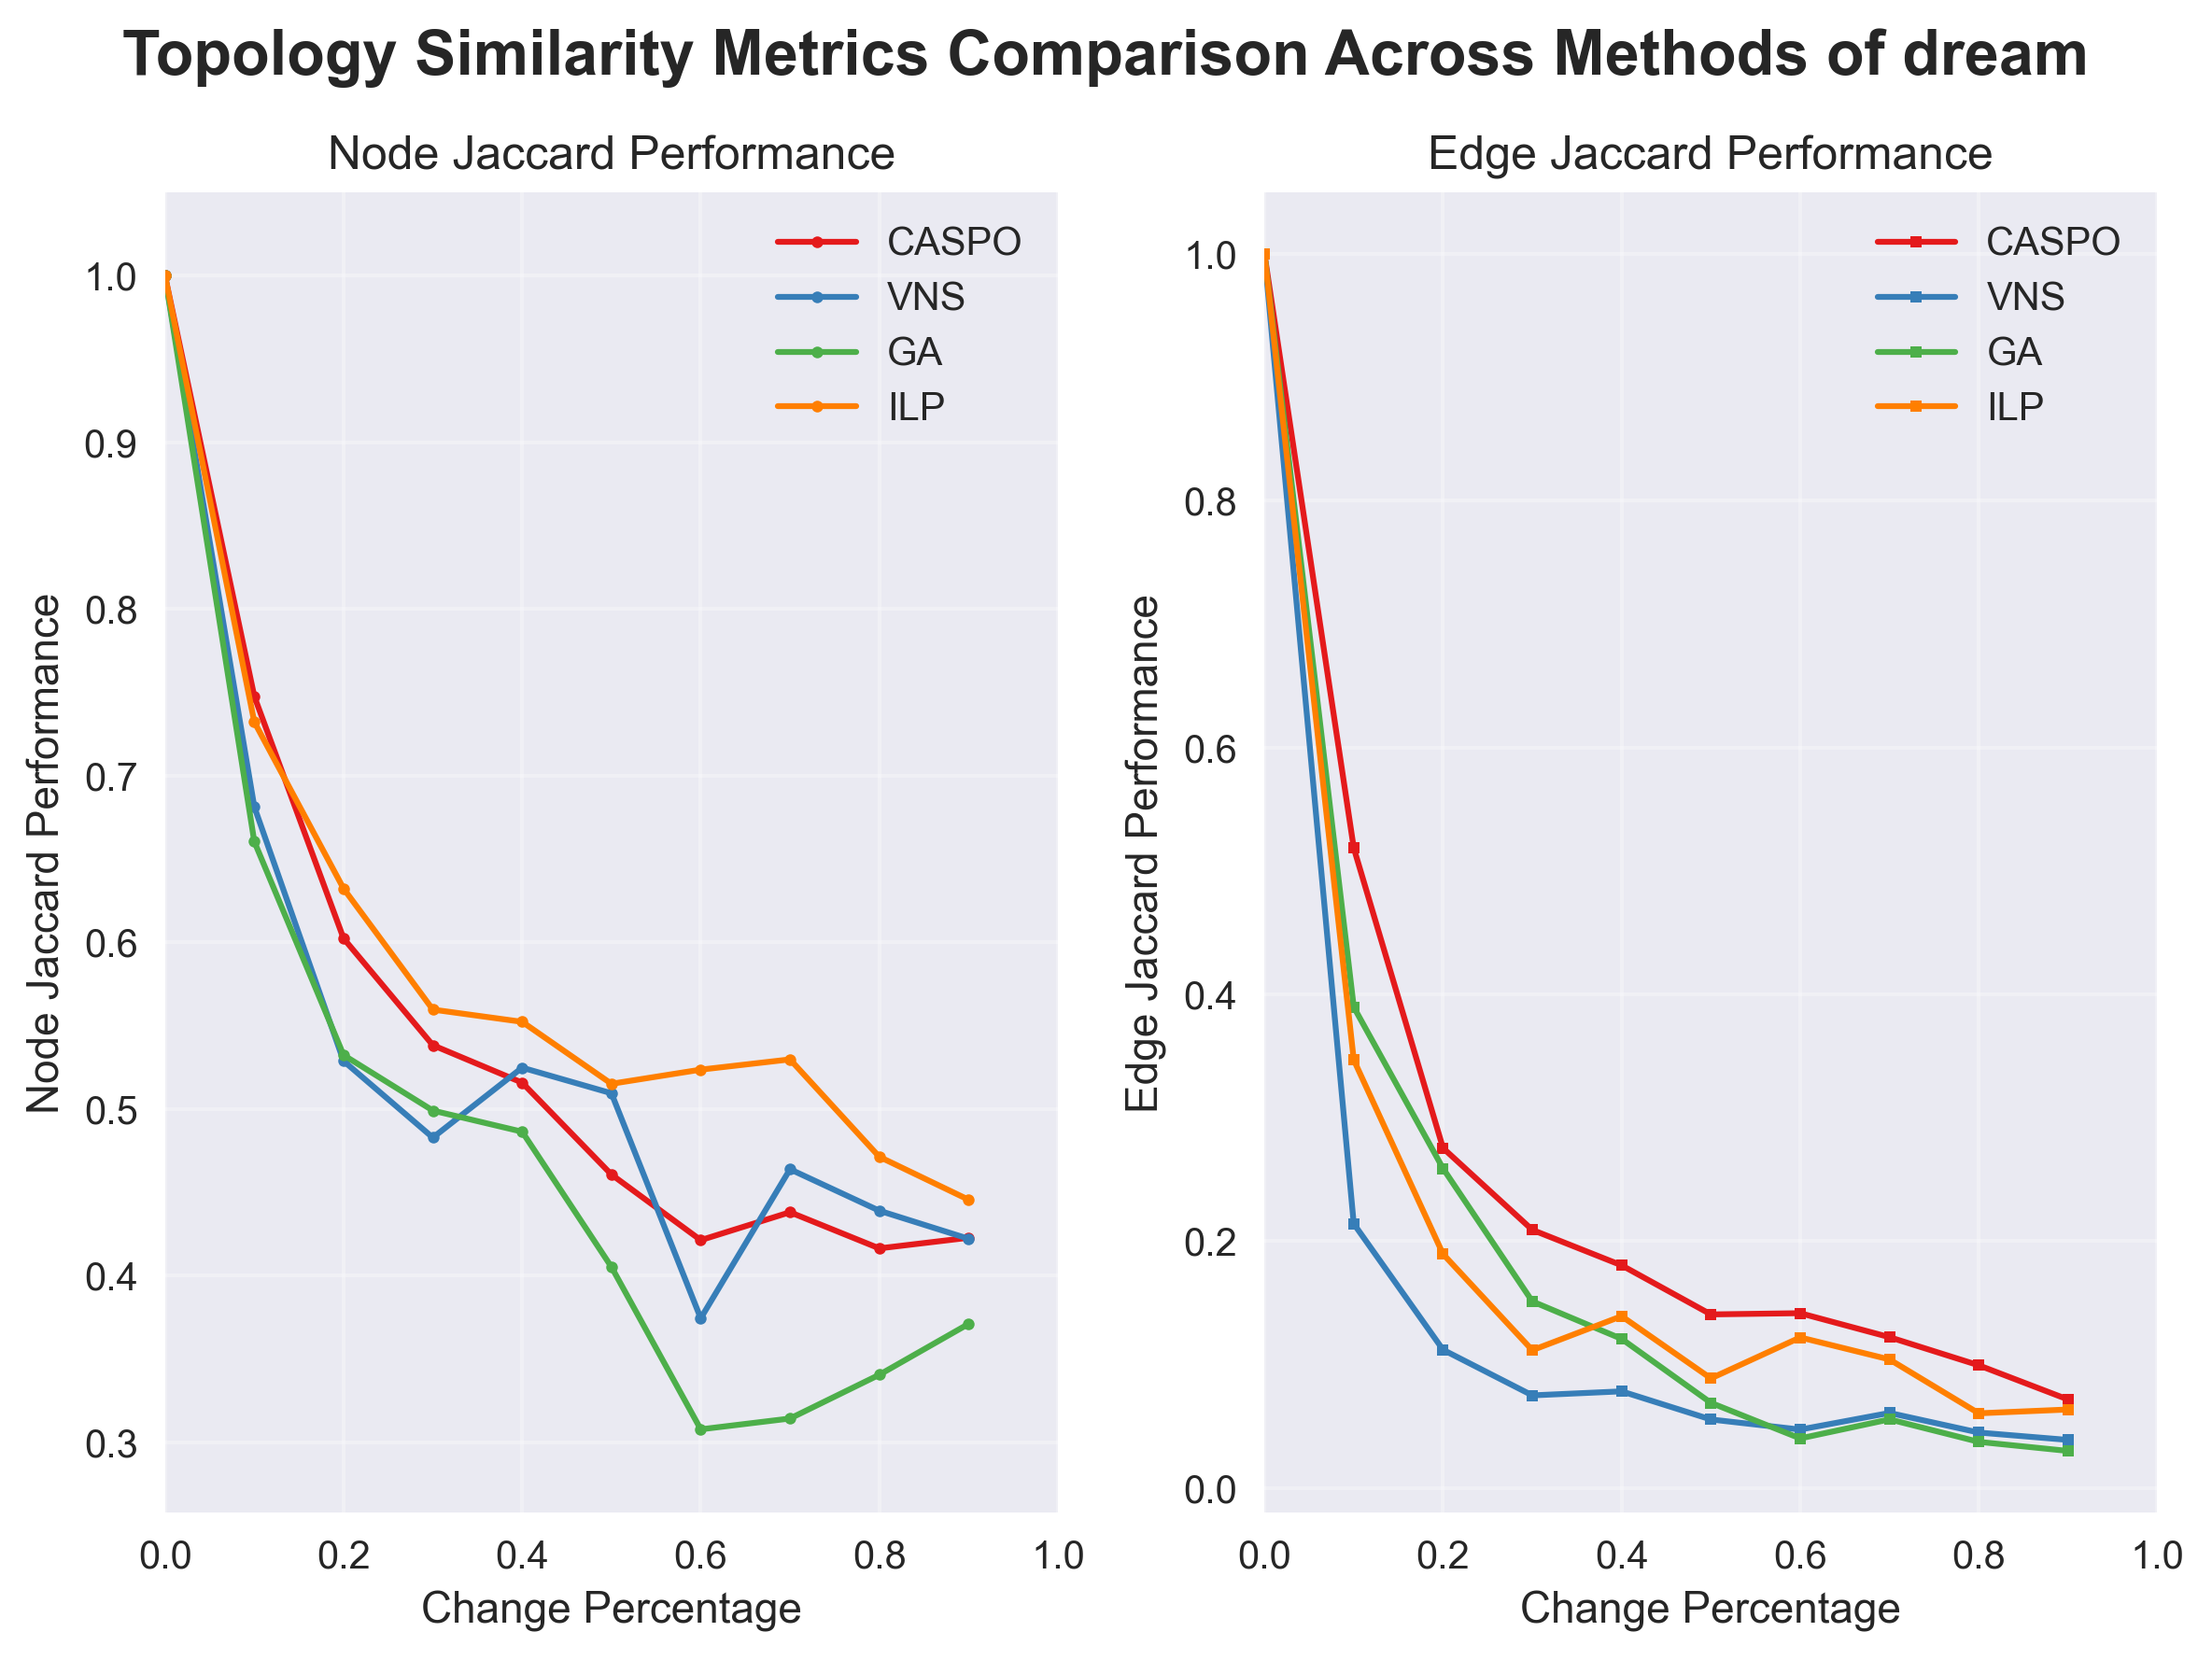 Topology Similarity Metrics Comparison Across Methods of dream
Node Jaccard Performance
CASPO
VNS
GA
ILP
1.0
0.9
0.8
0.7
0.6
0.5
0.4
0.3
Node Jaccard Performance
0.0 0.2 0.4 0.6 0.8 1.0
Change Percentage
Edge Jaccard Performance
CASPO
VNS
GA
ILP
1.0
0.8
0.6
0.4
0.2
0.0
Edge Jaccard Performance
0.0 0.2 0.4 0.6 0.8 1.0
Change Percentage